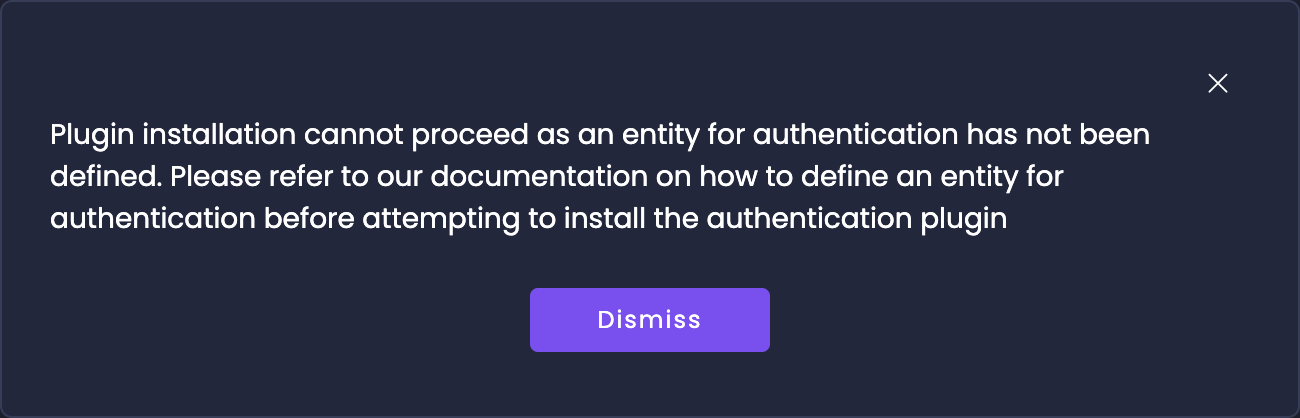 Plugin installation cannot proceed as an entity for authentication has not been
defined. Please refer to our documentation on how to define an entity for
authentication before attempting to install the authentication plugin
Dismiss